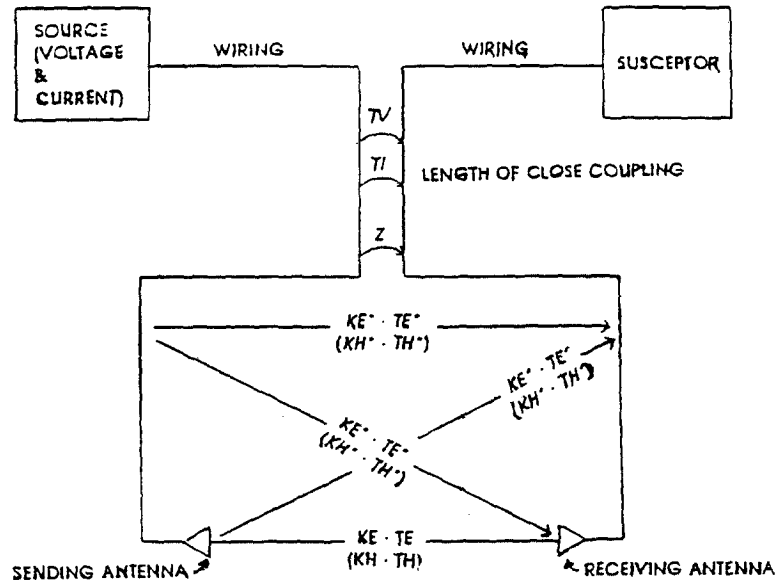 SOURCE
(VOLTAGE
&
CURRENT)
WIRING
WIRING
SUSCEPTOR
TV
TI
LENGTH OF CLOSE COUPLING
Z
KE" · TE"
(KH" · TH")
KE" · TE"
(KH" · TH")
KE" · TE"
(KH" · TH")
KE · TE
(KH · TH)
SENDING ANTENNA
RECEIVING ANTENNA